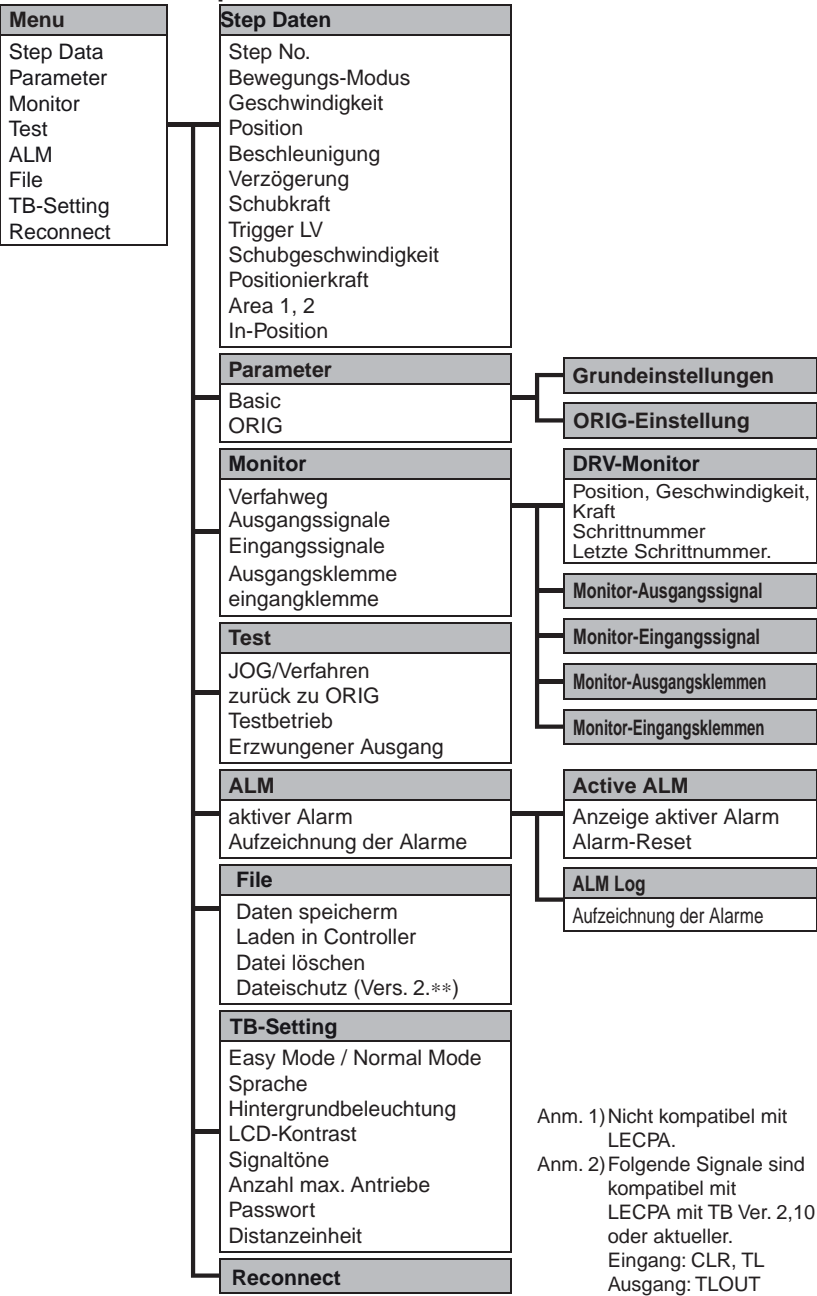 Menu
Step Data
Parameter
Monitor
Test
ALM
File
TB-Setting
Reconnect
Step Daten
Step No.
Bewegungs-Modus
Geschwindigkeit
Position
Beschleunigung
Verzögerung
Schubkraft
Trigger LV
Schubgeschwindigkeit
Positionierkraft
Area 1, 2
In-Position
Parameter
Basic
ORIG
Grundeinstellungen
ORIG-Einstellung
Monitor
Verfahweg
Ausgangssignale
Eingangssignale
Ausgangsklemme
eingangklemme
DRV-Monitor
Position, Geschwindigkeit,
Kraft
Schrittnummer
Letzte Schrittnummer.
Monitor-Ausgangssignal
Monitor-Eingangssignal
Monitor-Ausgangsklemmen
Monitor-Eingangsklemmen
Test
JOG/Verfahren
zurück zu ORIG
Testbetrieb
Erzwungener Ausgang
ALM
aktiver Alarm
Aufzeichnung der Alarme
Active ALM
Anzeige aktiver Alarm
Alarm-Reset
ALM Log
Aufzeichnung der Alarme
File
Daten speicherm
Laden in Controller
Datei löschen
Dateischutz (Vers. 2.**)
TB-Setting
Easy Mode / Normal Mode
Sprache
Hintergrundbeleuchtung
LCD-Kontrast
Signaltöne
Anzahl max. Antriebe
Passwort
Distanzeinheit
Reconnect
Anm. 1) Nicht kompatibel mit
LECPA.
Anm. 2) Folgende Signale sind
kompatibel mit
LECPA mit TB Ver. 2,10
oder aktueller.
Eingang: CLR, TL
Ausgang: TLOUT